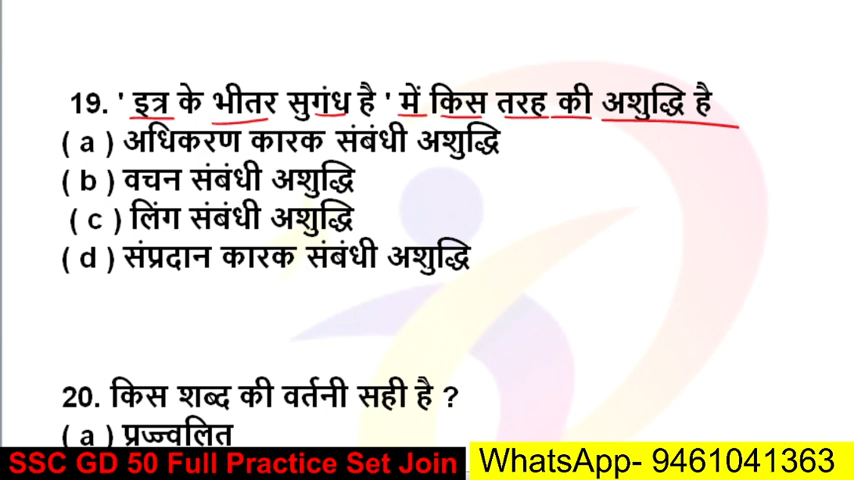 19. ' इत्र के भीतर सुगंध है ' में किस तरह की अशुद्धि है
( a ) अधिकरण कारक संबंधी अशुद्धि
( b ) वचन संबंधी अशुद्धि
( c ) लिंग संबंधी अशुद्धि
( d ) संप्रदान कारक संबंधी अशुद्धि
20. किस शब्द की वर्तनी सही है ?
( a ) प्रज्ज्वलित
SSC GD 50 Full Practice Set Join
WhatsApp- 9461041363